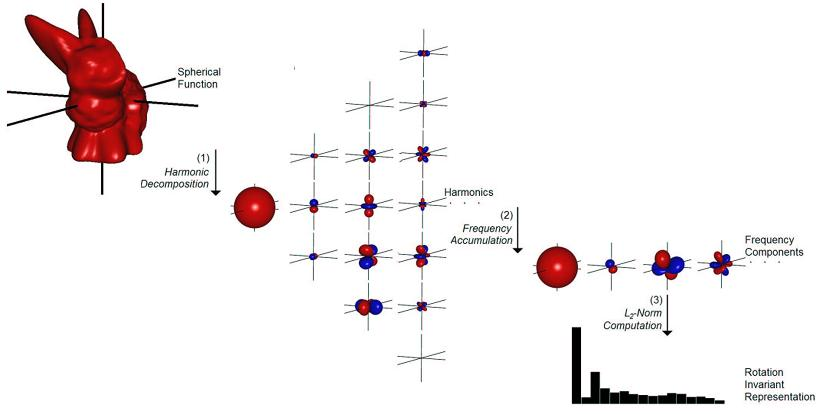 Spherical
Function
(1)
Harmonic
Decomposition
Harmonics
(2)
Frequency
Accumulation
Frequency
Components
(3)
L₂-Norm
Computation
Rotation
Invariant
Representation